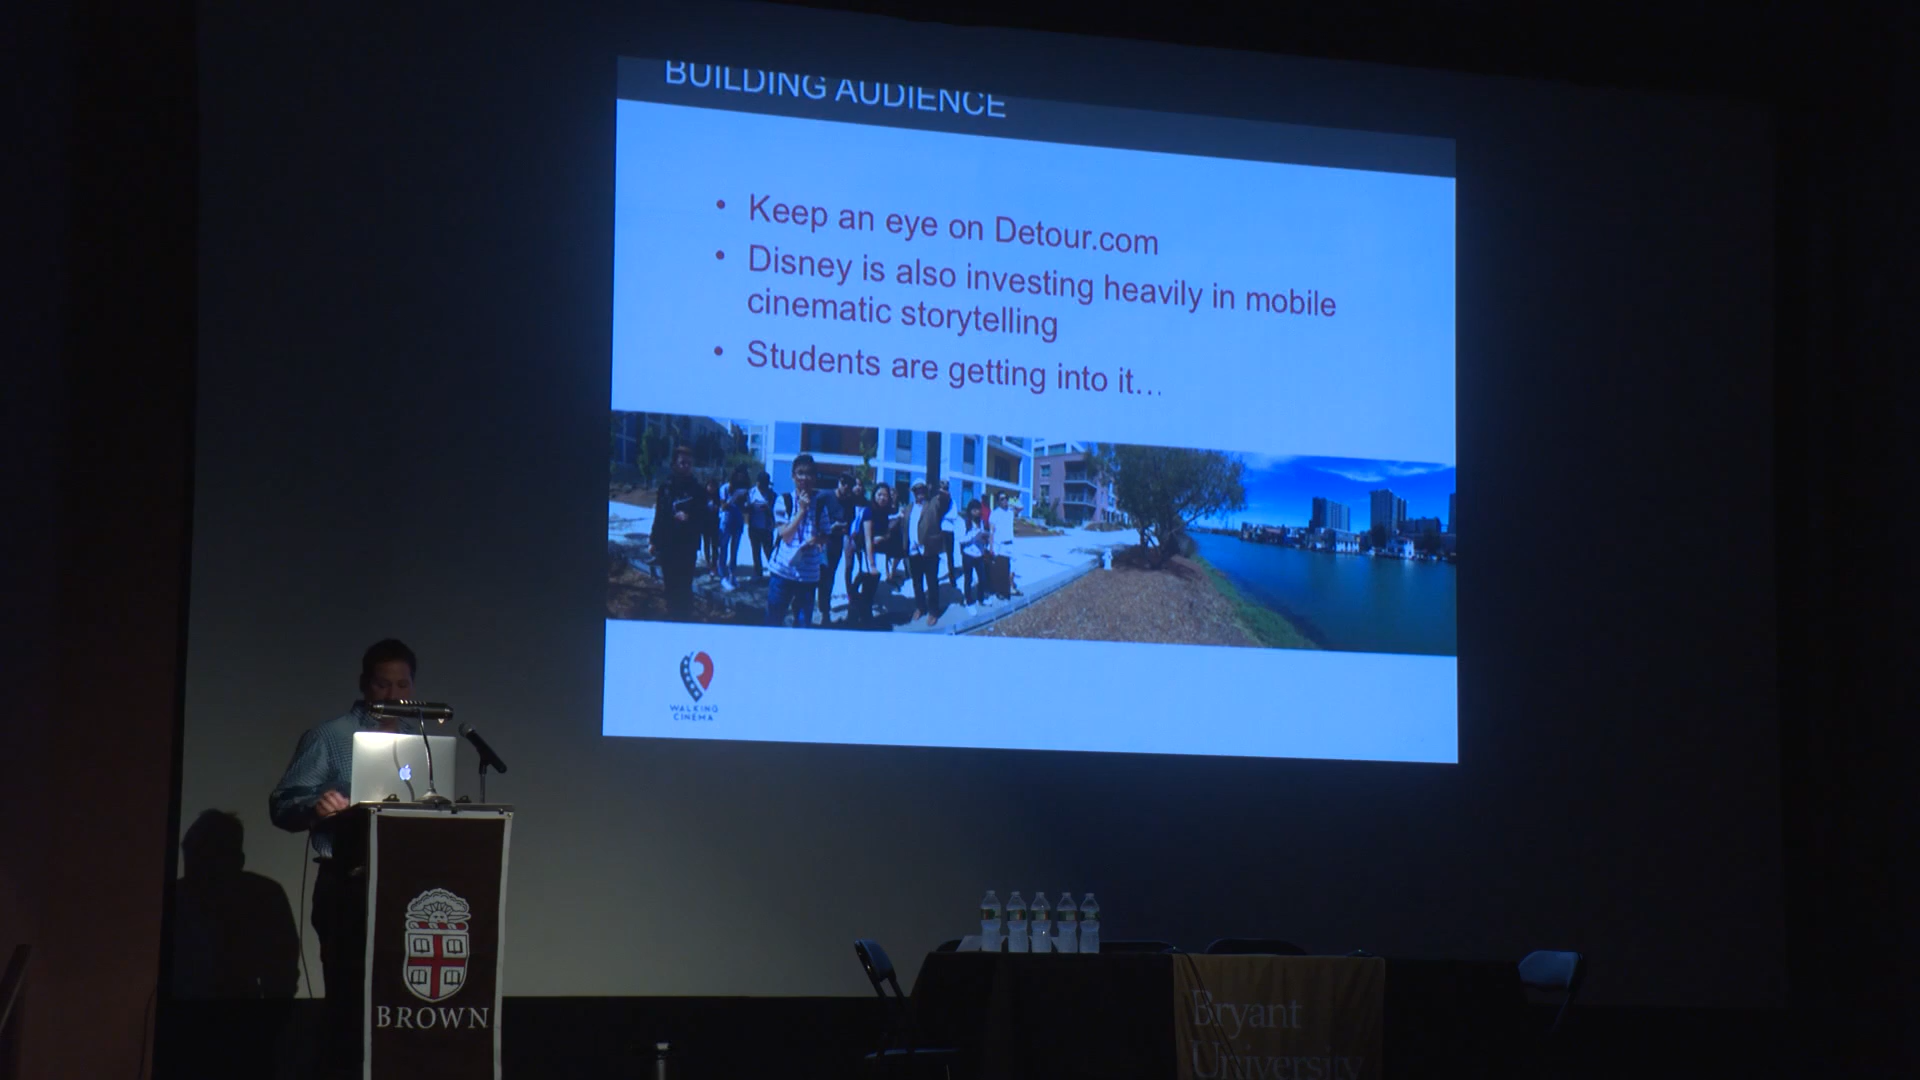 BUILDING AUDIENCE
• Keep an eye on Detour.com
• Disney is also investing heavily in mobile
cinematic storytelling
• Students are getting into it...
WALKING
CINEMA
BROWN
Bryant
University